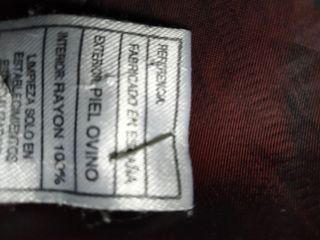 REFERENCIA
FABRICADO EN ESPAÑA
EXTERIOR PIEL OVINO
INTERIOR RAYON 100%
LIMPIEZA SOLO EN
ESTABLECIMIENTOS